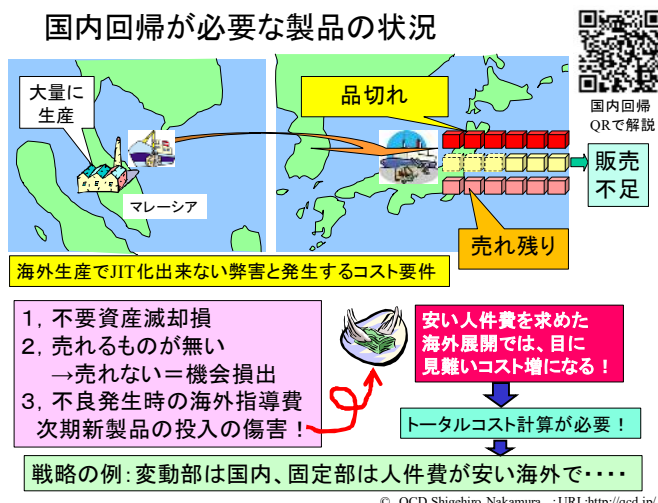 国内回帰が必要な製品の状況
国内回帰
QRで解説
大量に
生産
マレーシア
品切れ
販売
不足
売れ残り
海外生産でJIT化出来ない弊害と発生するコスト要件
1，不要資産滅却損
2，売れるものが無い
→売れない＝機会損出
3，不良発生時の海外指導費
次期新製品の投入の傷害！
安い人件費を求めた
海外展開では、目に
見難いコスト増になる！
トータルコスト計算が必要！
戦略の例：変動部は国内、固定部は人件費が安い海外で・・・・
©　QCD Shigehiro Nakamura　：URL:http://qcd.jp/